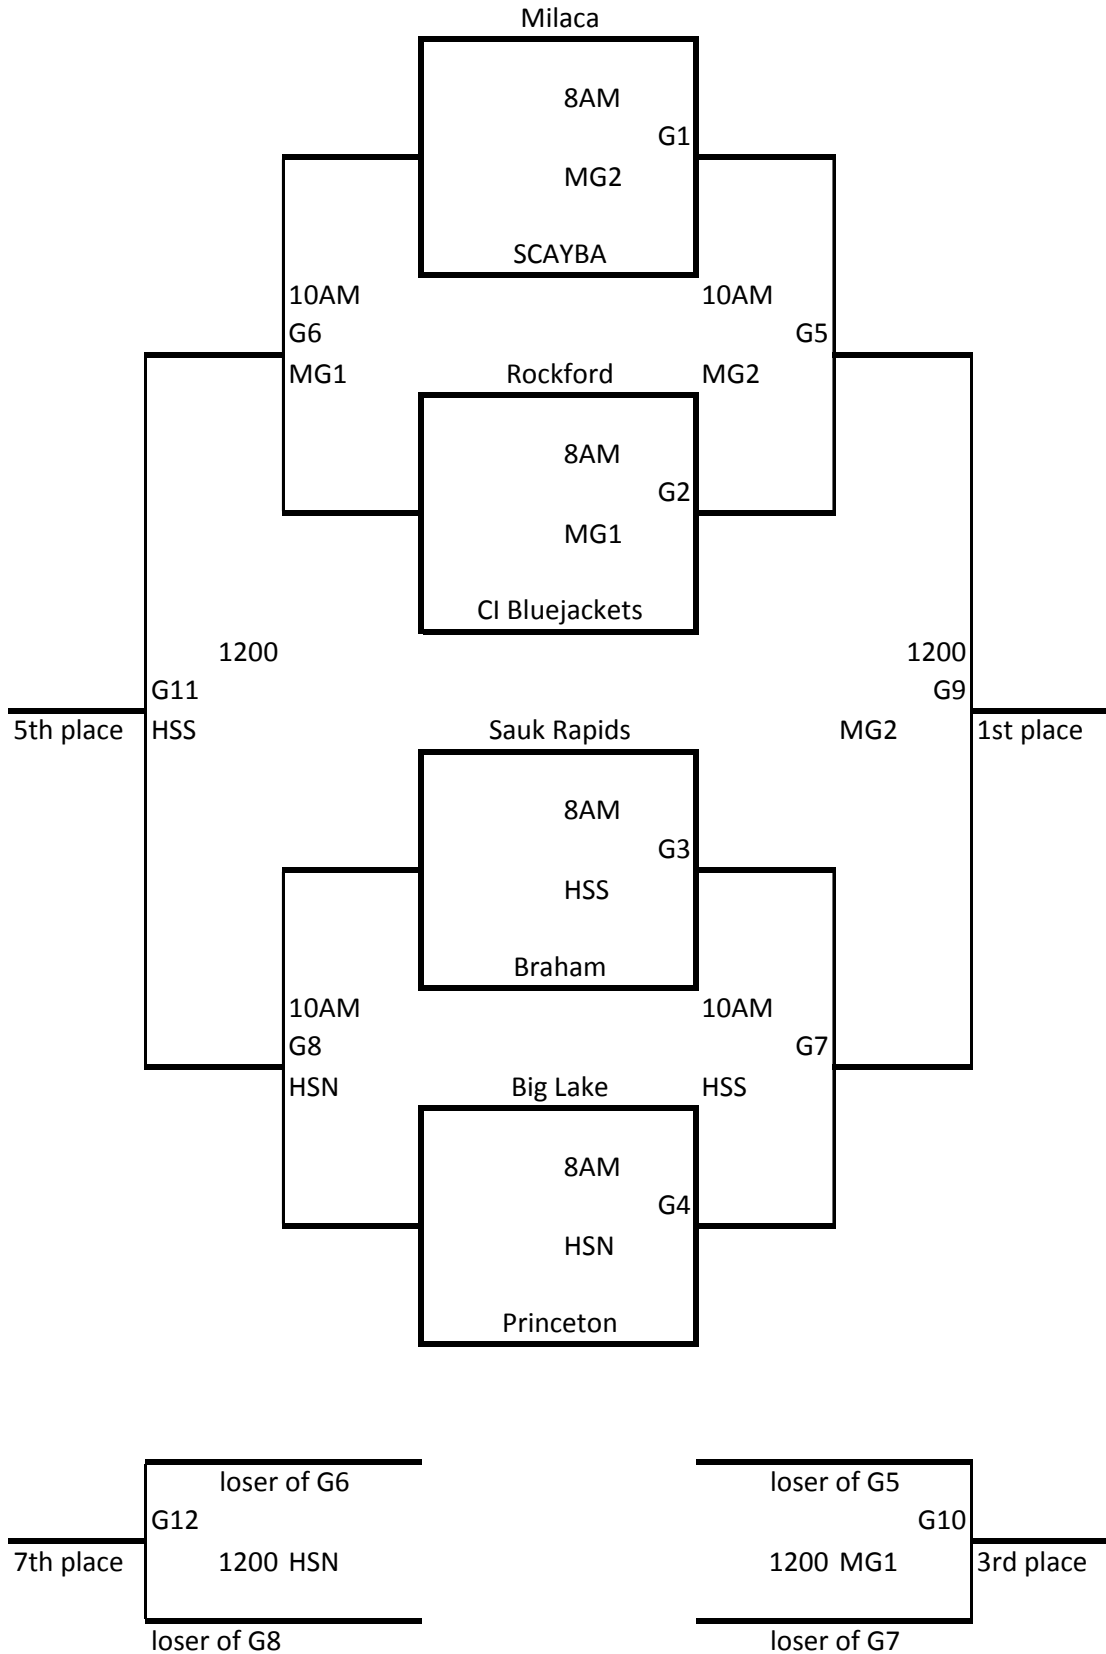 Milaca
8AM
G1
MG2
SCAYBA
10AM
10AM
G6
G5
MG1
Rockford
MG2
8AM
G2
MG1
CI Bluejackets
1200
1200
G11
G9
5th place
HSS
Sauk Rapids
MG2
1st place
8AM
G3
HSS
Braham
10AM
10AM
G8
G7
HSN
Big Lake
HSS
8AM
G4
HSN
Princeton
loser of G6
loser of G5
G12
G10
7th place
1200 HSN
1200 MG1
3rd place
loser of G8
loser of G7